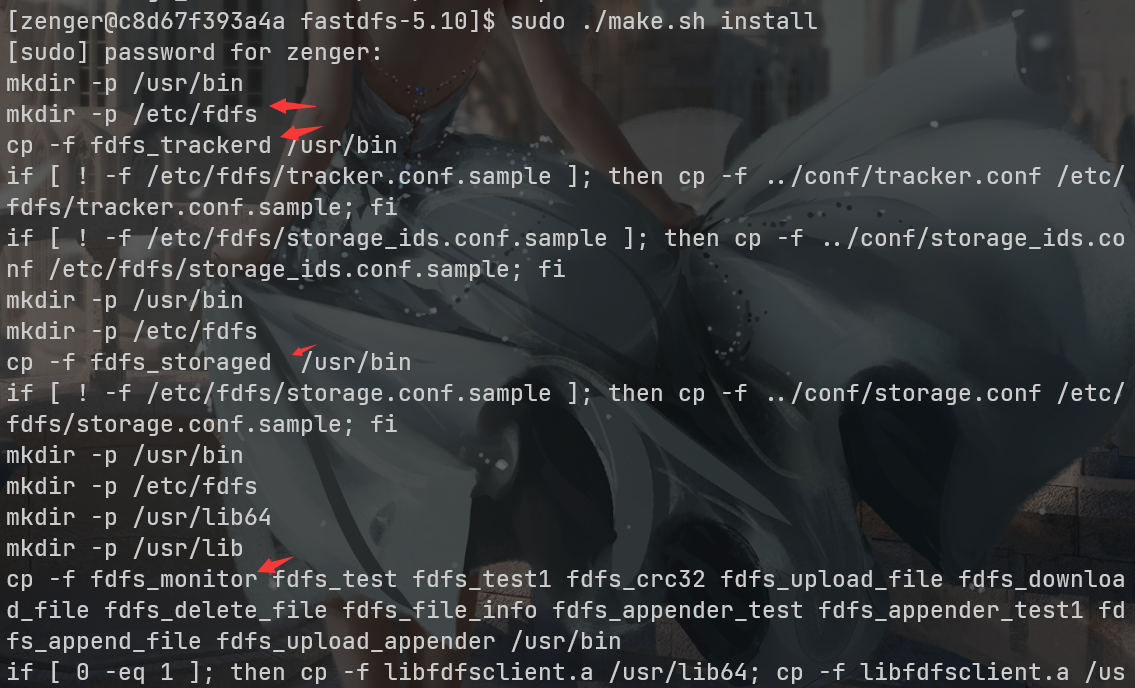 [zenger@c8d67f393a4a fastdfs-5.10]$ sudo ./make.sh install
[sudo] password for zenger:
mkdir -p /usr/bin
mkdir -p /etc/fdfs
cp -f fdfs_trackerd /usr/bin
if [ ! -f /etc/fdfs/tracker.conf.sample ]; then cp -f ../conf/tracker.conf /etc/
fdfs/tracker.conf.sample; fi
if [ ! -f /etc/fdfs/storage_ids.conf.sample ]; then cp -f ../conf/storage_ids.co
nf /etc/fdfs/storage_ids.conf.sample; fi
mkdir -p /usr/bin
mkdir -p /etc/fdfs
cp -f fdfs_storaged  /usr/bin
if [ ! -f /etc/fdfs/storage.conf.sample ]; then cp -f ../conf/storage.conf /etc/
fdfs/storage.conf.sample; fi
mkdir -p /usr/bin
mkdir -p /etc/fdfs
mkdir -p /usr/lib64
mkdir -p /usr/lib
cp -f fdfs_monitor fdfs_test fdfs_test1 fdfs_crc32 fdfs_upload_file fdfs_downloa
d_file fdfs_delete_file fdfs_file_info fdfs_appender_test fdfs_appender_test1 fd
fs_append_file fdfs_upload_appender /usr/bin
if [ 0 -eq 1 ]; then cp -f libfdfsclient.a /usr/lib64; cp -f libfdfsclient.a /us